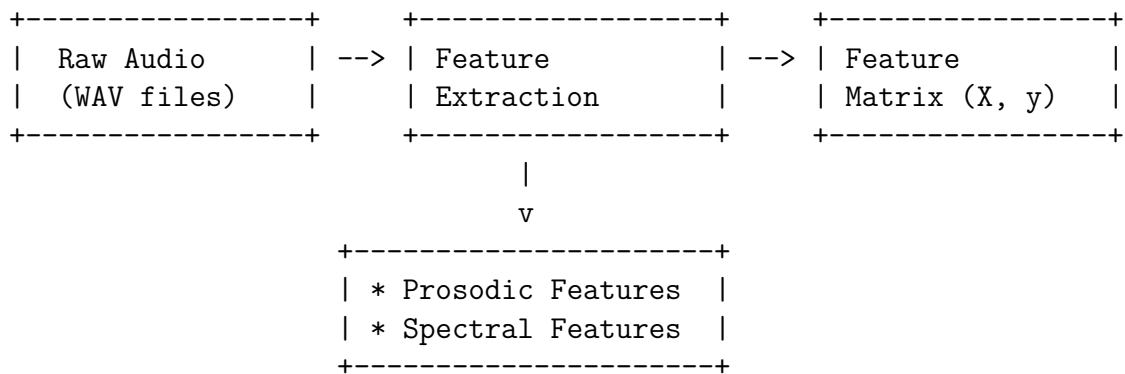 +-----------------+     +------------------+     +-----------------+
|  Raw Audio      | --> | Feature          | --> | Feature         |
|  (WAV files)    |     | Extraction       |     | Matrix (X, y)   |
+-----------------+     +------------------+     +-----------------+
|
v
+----------------------+
| * Prosodic Features  |
| * Spectral Features  |
+----------------------+